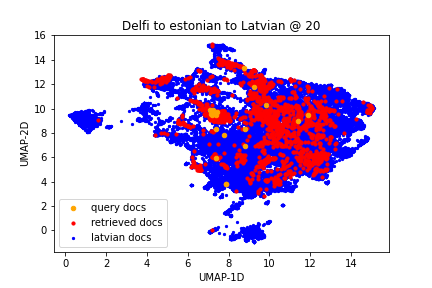 Delfi to estonian to Latvian @ 20
16
14
12
10
8
6
4
2
0
UMAP-2D
query docs
retrieved docs
latvian docs
0 2 4 6 8 10 12 14
UMAP-1D